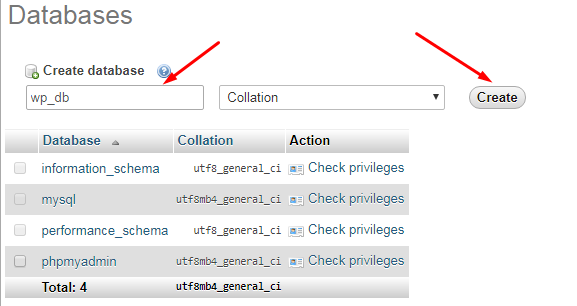 Databases
Create database
wp_db Collation Create
Database Collation Action
information_schema utf8_general_ci Check privileges
mysql utf8mb4_general_ci Check privileges
performance_schema utf8_general_ci Check privileges
phpmyadmin utf8mb4_general_ci Check privileges
Total: 4 utf8mb4_general_ci